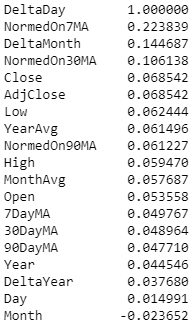 DeltaDay 1.000000
NormedOn7MA 0.223839
DeltaMonth 0.144687
NormedOn30MA 0.106138
Close 0.068542
AdjClose 0.068542
Low 0.062444
YearAvg 0.061496
NormedOn90MA 0.061227
High 0.059470
MonthAvg 0.057687
Open 0.053558
7DayMA 0.049767
30DayMA 0.048964
90DayMA 0.047710
Year 0.044546
DeltaYear 0.037680
Day 0.014991
Month -0.023652